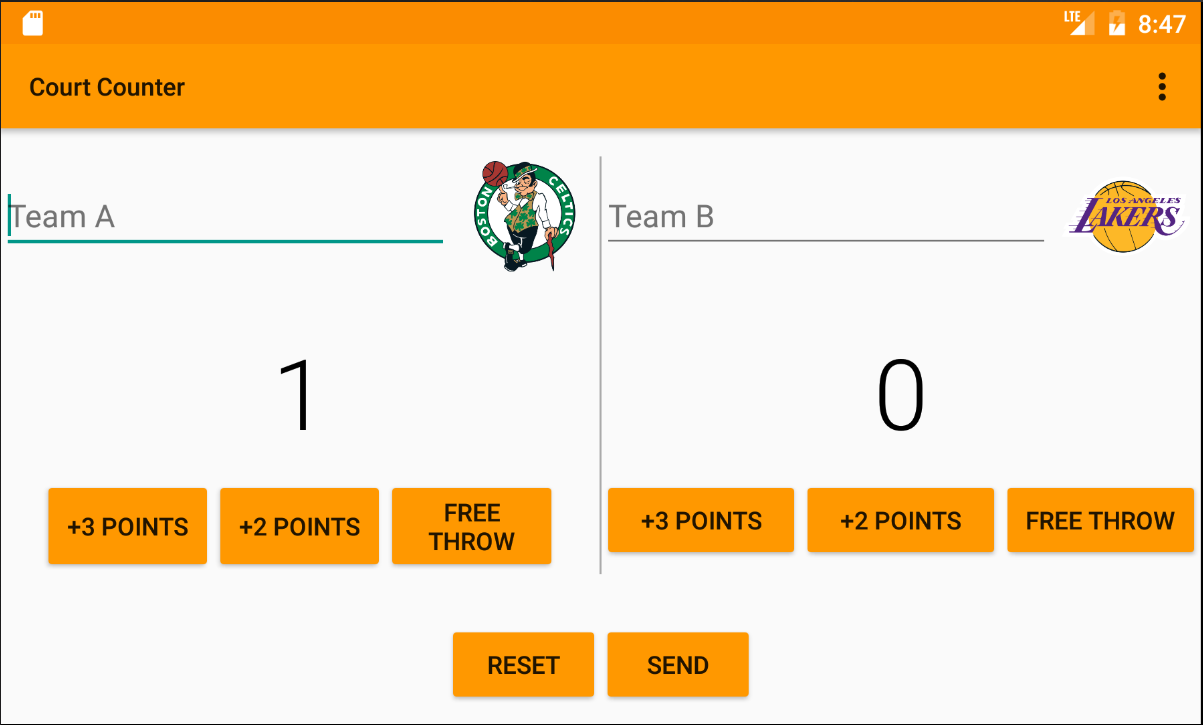 LTE 8:47
Court Counter
Team A
BOSTON CELTICS
Team B
LOS ANGELES
LAKERS
1
0
+3 POINTS
+2 POINTS
FREE
THROW
+3 POINTS
+2 POINTS
FREE THROW
RESET
SEND